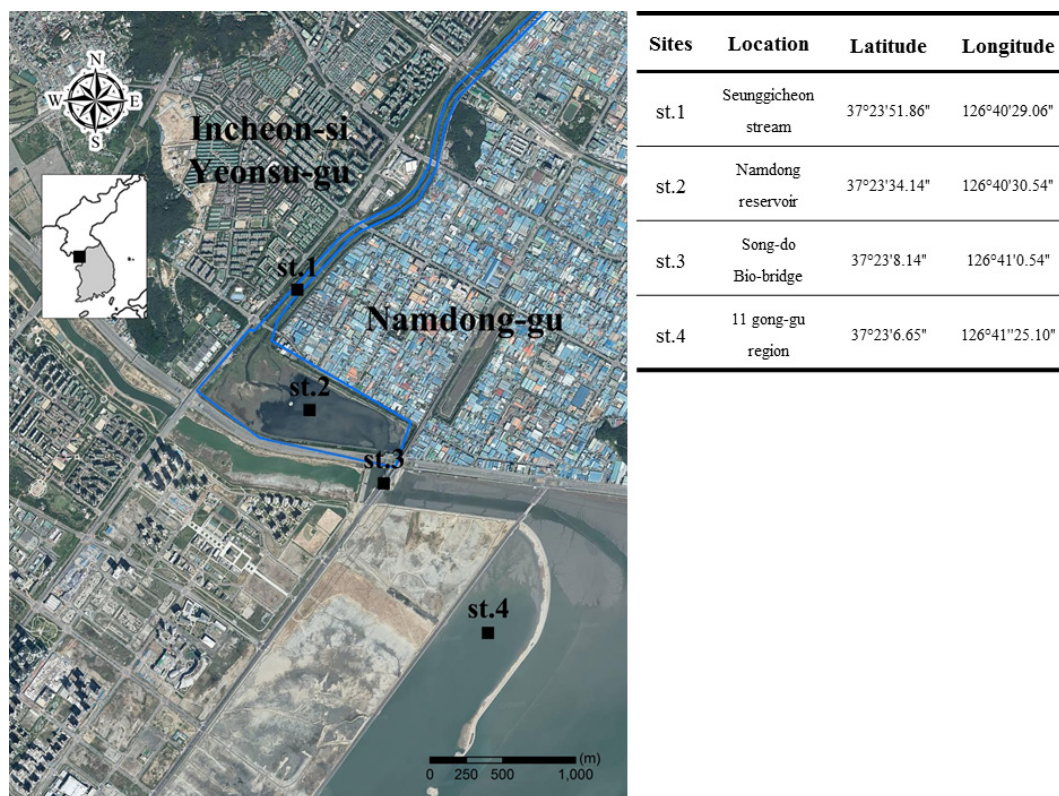 N
W E
S
Incheon-si
Yeonsu-gu
st.1
Namdong-gu
st.2
st.3
st.4
(m)
0 250 500 1,000
Sites Location Latitude Longitude
st.1 Seunggicheon stream 37°23'51.86" 126°40'29.06"
st.2 Namdong reservoir 37°23'34.14" 126°40'30.54"
st.3 Song-do Bio-bridge 37°23'8.14" 126°41'0.54"
st.4 11 gong-gu region 37°23'6.65" 126°41"25.10"